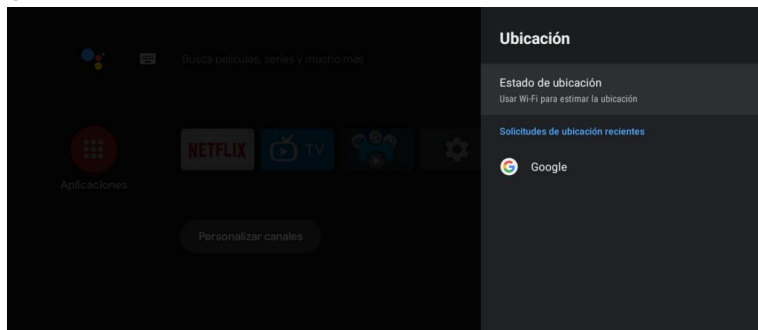 Busca películas, series y mucho más
NETFLIX
TV
Aplicaciones
Personalizar canales
Ubicación
Estado de ubicación
Usar Wi-Fi para estimar la ubicación
Solicitudes de ubicación recientes
Google